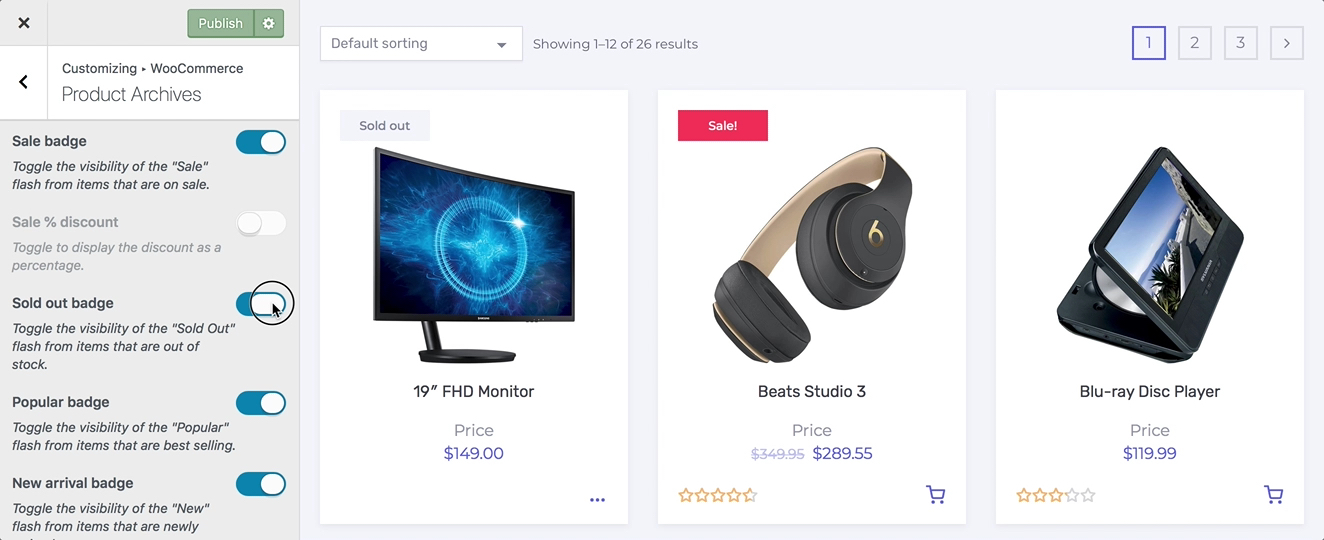 Publish
Customizing ▸ WooCommerce
Product Archives
Sale badge
Toggle the visibility of the "Sale"
flash from items that are on sale.
Sale % discount
Toggle to display the discount as a
percentage.
Sold out badge
Toggle the visibility of the "Sold Out"
flash from items that are out of
stock.
Popular badge
Toggle the visibility of the "Popular"
flash from items that are best selling.
New arrival badge
Toggle the visibility of the "New"
flash from items that are newly
Default sorting
Showing 1–12 of 26 results
1 2 3
Sold out
SAMSUNG
19″ FHD Monitor
Price
$149.00
Sale!
Beats Studio 3
Price
$349.95 $289.55
SYLVANIA
Blu-ray Disc Player
Price
$119.99